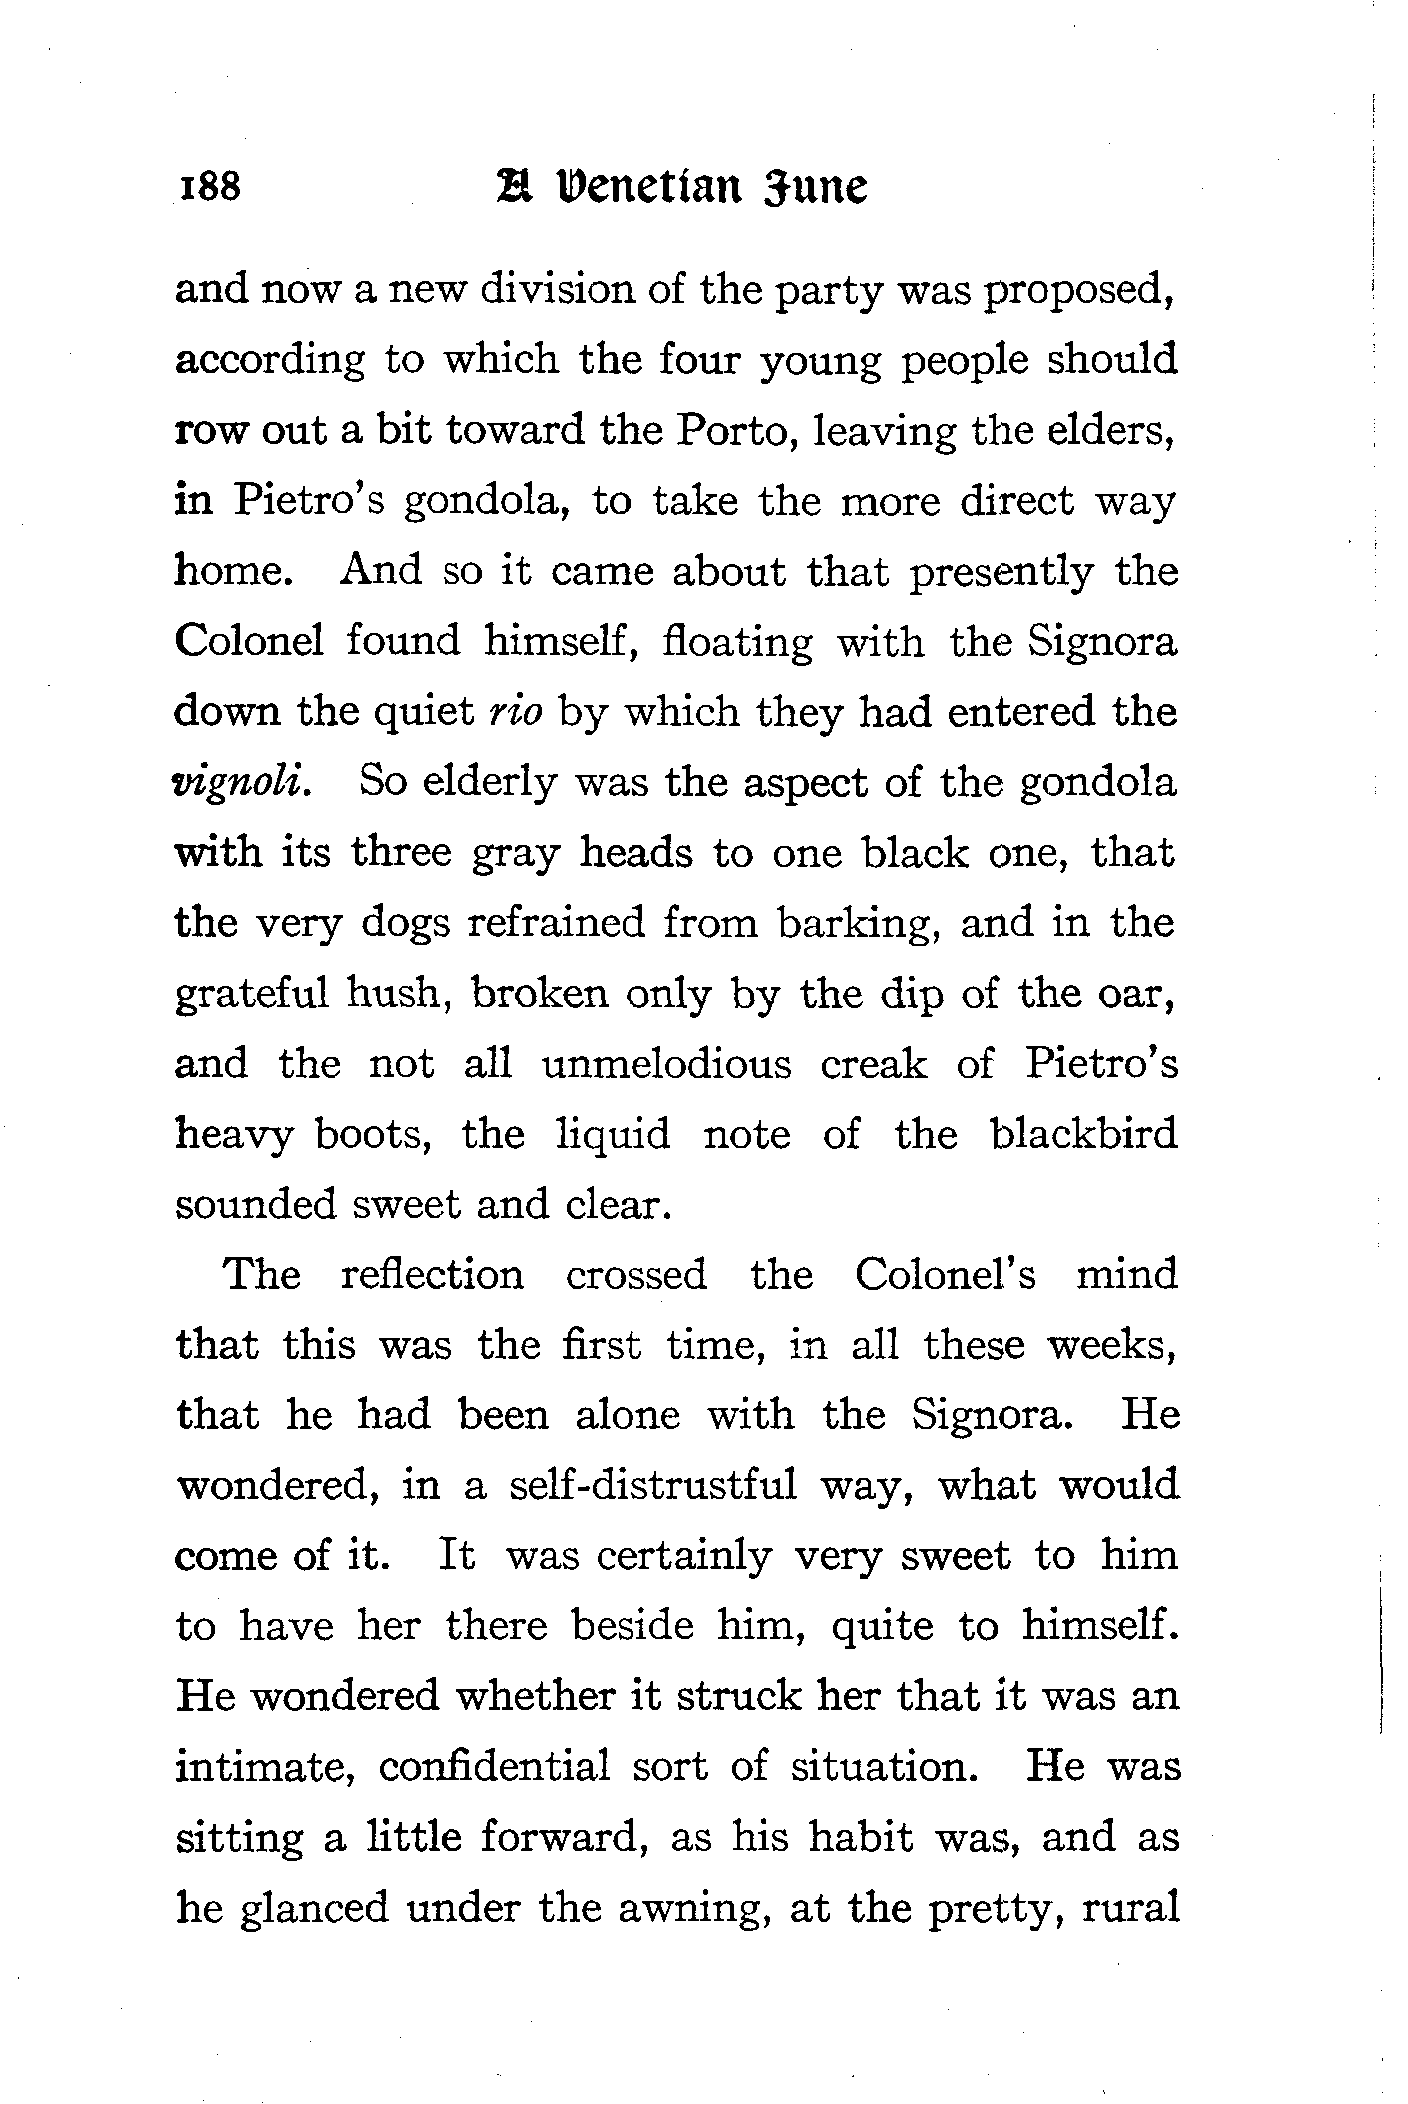 188 A Venetian June
and now a new division of the party was proposed,
according to which the four young people should
row out a bit toward the Porto, leaving the elders,
in Pietro's gondola, to take the more direct way
home. And so it came about that presently the
Colonel found himself, floating with the Signora
down the quiet rio by which they had entered the
vignoli. So elderly was the aspect of the gondola
with its three gray heads to one black one, that
the very dogs refrained from barking, and in the
grateful hush, broken only by the dip of the oar,
and the not all unmelodious creak of Pietro's
heavy boots, the liquid note of the blackbird
sounded sweet and clear.
The reflection crossed the Colonel's mind
that this was the first time, in all these weeks,
that he had been alone with the Signora. He
wondered, in a self-distrustful way, what would
come of it. It was certainly very sweet to him
to have her there beside him, quite to himself.
He wondered whether it struck her that it was an
intimate, confidential sort of situation. He was
sitting a little forward, as his habit was, and as
he glanced under the awning, at the pretty, rural